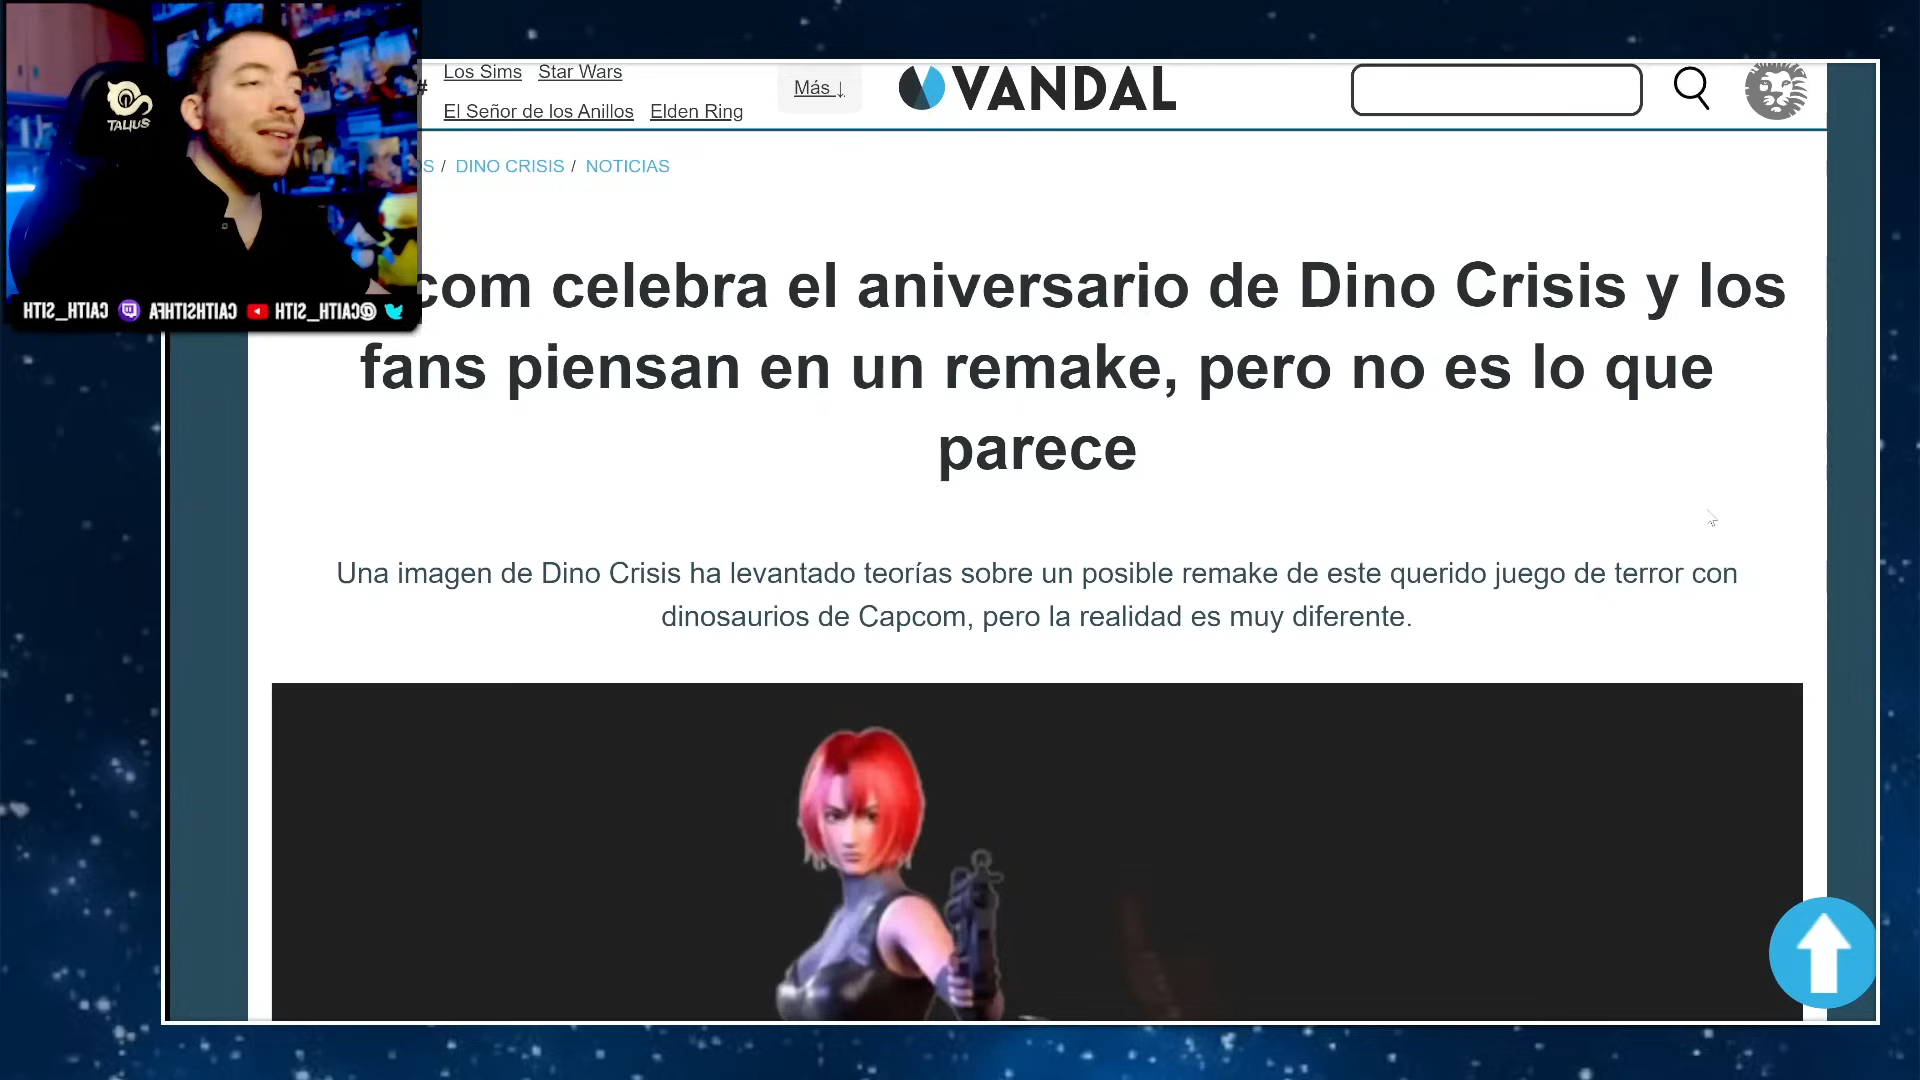 Los Sims Star Wars
#
El Señor de los Anillos Elden Ring
Más ↓
VANDAL
TALIUS
S / DINO CRISIS / NOTICIAS
com celebra el aniversario de Dino Crisis y los
fans piensan en un remake, pero no es lo que
parece
CAITH_SITH CAITHSITHFA @CAITH_SITH
Una imagen de Dino Crisis ha levantado teorías sobre un posible remake de este querido juego de terror con
dinosaurios de Capcom, pero la realidad es muy diferente.